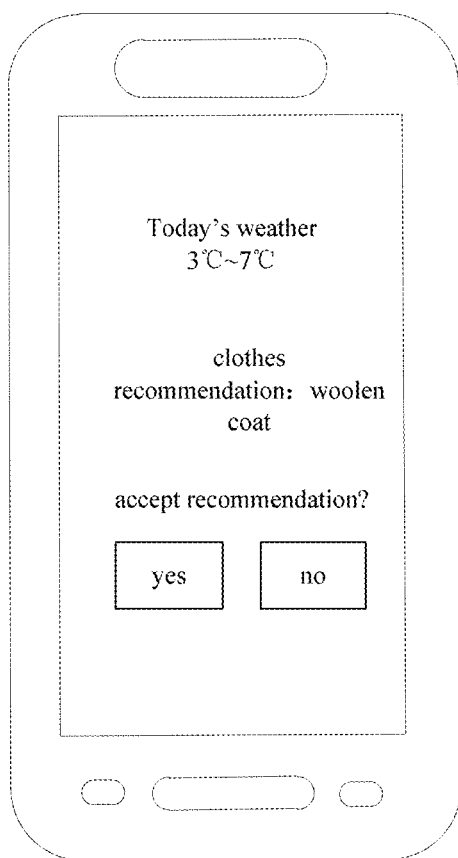 Today's weather
3℃~7℃
clothes
recommendation：woolen
coat
accept recommendation?
yes
no